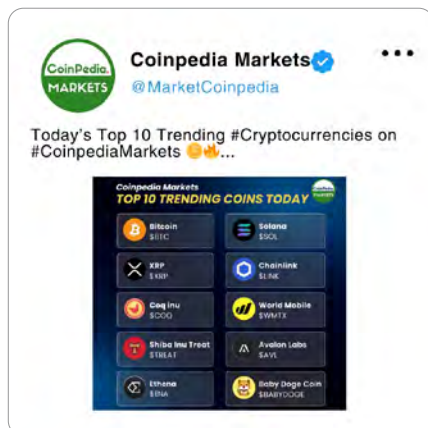 CoinPedia.
MARKETS
Coinpedia Markets
@MarketCoinpedia
Today's Top 10 Trending #Cryptocurrencies on
#CoinpediaMarkets 🪙🔥...
Coinpedia Markets
TOP 10 TRENDING COINS TODAY
CoinPedia.
MARKETS
Bitcoin
$BTC
Solana
$SOL
XRP
$XRP
Chainlink
$LINK
Coq Inu
$COQ
World Mobile
$WMTX
Shiba Inu Treat
$TREAT
Avalon Labs
$AVL
Ethena
$ENA
Baby Doge Coin
$BABYDOGE